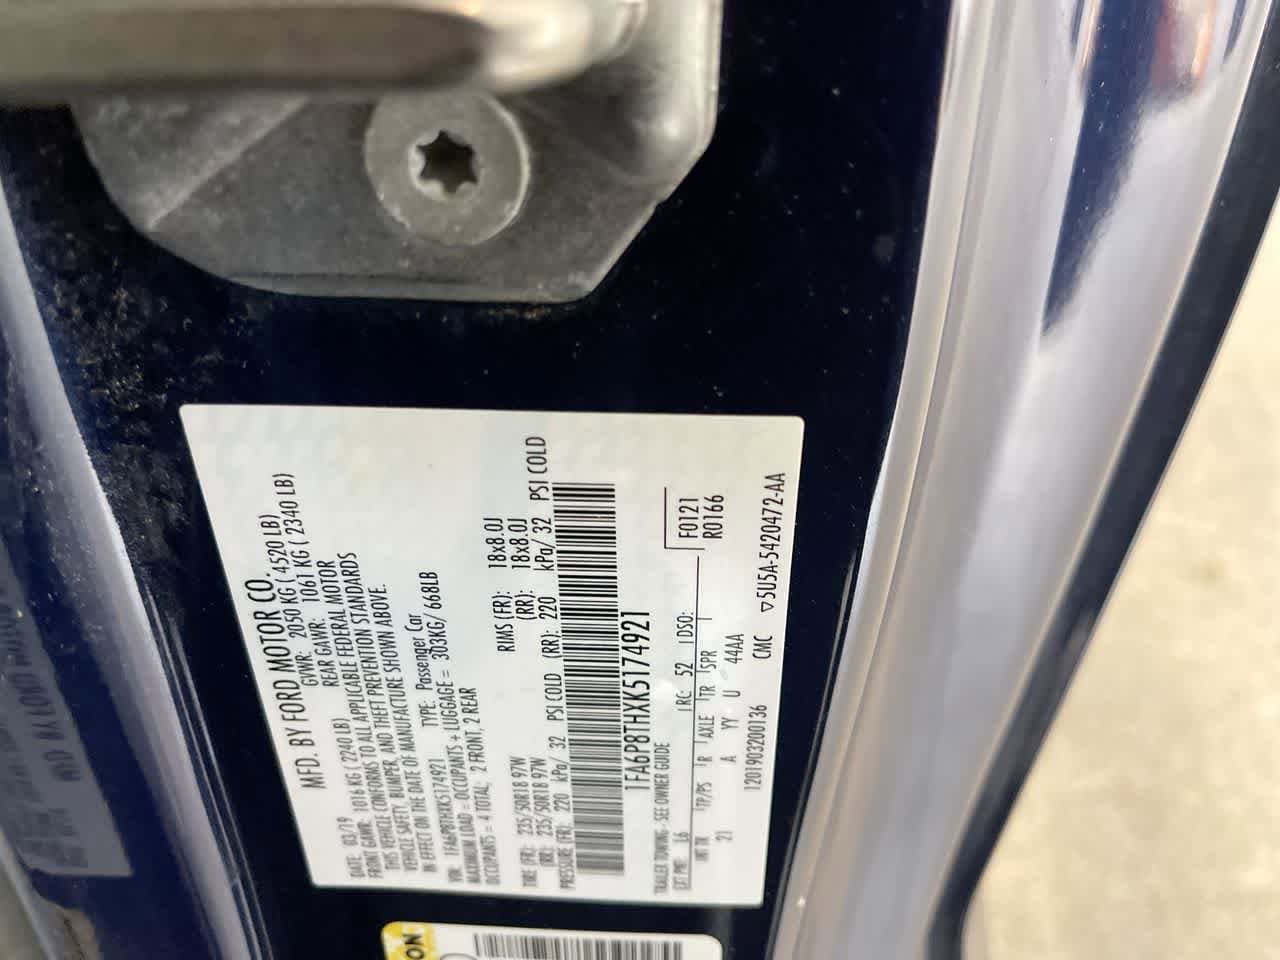 MFD. BY FORD MOTOR CO.
DATE: 03/19 GVWR: 2050 KG ( 4520 LB)
FRONT GAWR: 1016 KG (2240 LB) REAR GAWR: 1061 KG ( 2340 LB)
THIS VEHICLE CONFORMS TO ALL APPLICABLE FEDERAL MOTOR
VEHICLE SAFETY, BUMPER, AND THEFT PREVENTION STANDARDS
IN EFFECT ON THE DATE OF MANUFACTURE SHOWN ABOVE.
VIN: 1FA6P8THXK5174921 TYPE: Passenger Car
MAXIMUM LOAD = OCCUPANTS + LUGGAGE = 303KG/ 668LB
OCCUPANTS = 4 TOTAL; 2 FRONT, 2 REAR
TIRE (FR): 235/50R18 97W RIMS (FR): 18x8.0J
(RR): 235/50R18 97W (RR): 18x8.0J
PRESSURE (FR): 220 kPa/ 32 PSI COLD (RR): 220 kPa/ 32 PSI COLD
1FA6P8THXK5174921
TRAILER TOWING- SEE OWNER GUIDE F0121
EXT PNT: L6 RC: 52 DSO: R0166
INT TR TP/PS R AXLE TR SPR
21 A YY U 44AA
1201903200136 CMC ▽5U5A-5420472-AA
ON